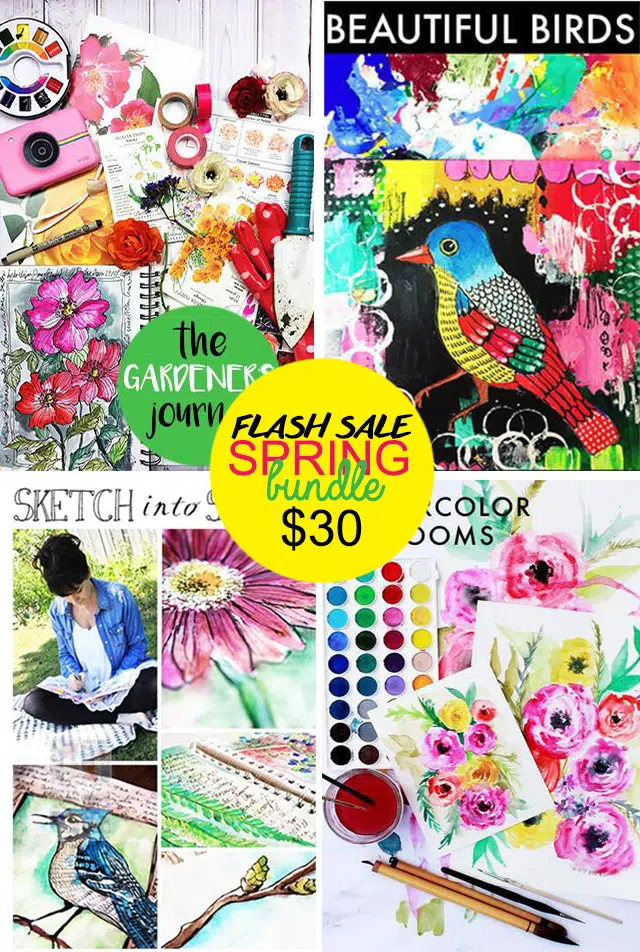 BEAUTIFUL BIRDS
the
GARDENERS
journ
FLASH SALE
SPRING
bundle
$30
SKETCH into S
RCOLOR
OOMS